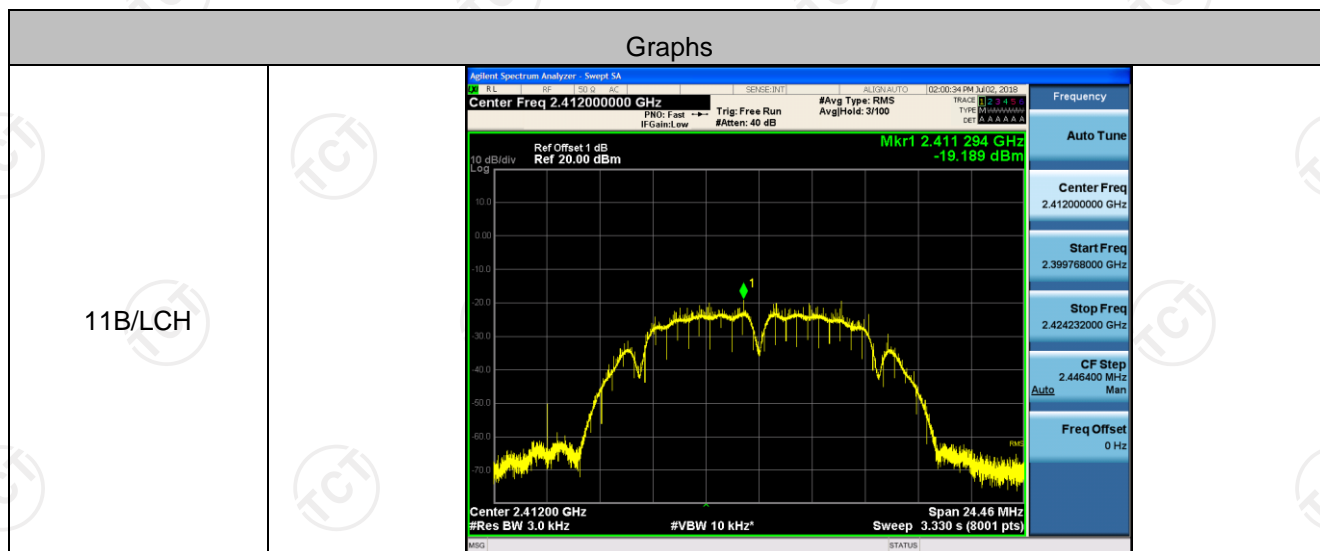 Graphs
11B/LCH
Agilent Spectrum Analyzer - Swept SA
RL RF 50 Ω AC SENSE:INT ALIGNAUTO 02:00:34 PM Jul 02, 2018
Center Freq 2.412000000 GHz
PNO: Fast
IFGain:Low
Trig: Free Run
#Atten: 40 dB
#Avg Type: RMS
Avg|Hold: 3/100
TRACE 1 2 3 4 5 6
TYPE M
DET A A A A A A
Mkr1 2.411 294 GHz
-19.189 dBm
Ref Offset 1 dB
10 dB/div Ref 20.00 dBm
Log
10.0
0.00
-10.0
-20.0
-30.0
-40.0
-50.0
-60.0
-70.0
1
RMS
Center 2.41200 GHz Span 24.46 MHz
#Res BW 3.0 kHz #VBW 10 kHz* Sweep 3.330 s (8001 pts)
MSG STATUS
Frequency
Auto Tune
Center Freq
2.412000000 GHz
Start Freq
2.399768000 GHz
Stop Freq
2.424232000 GHz
CF Step
2.446400 MHz
Auto Man
Freq Offset
0 Hz
TCT
TCT
TCT
TCT
TCT
TCT